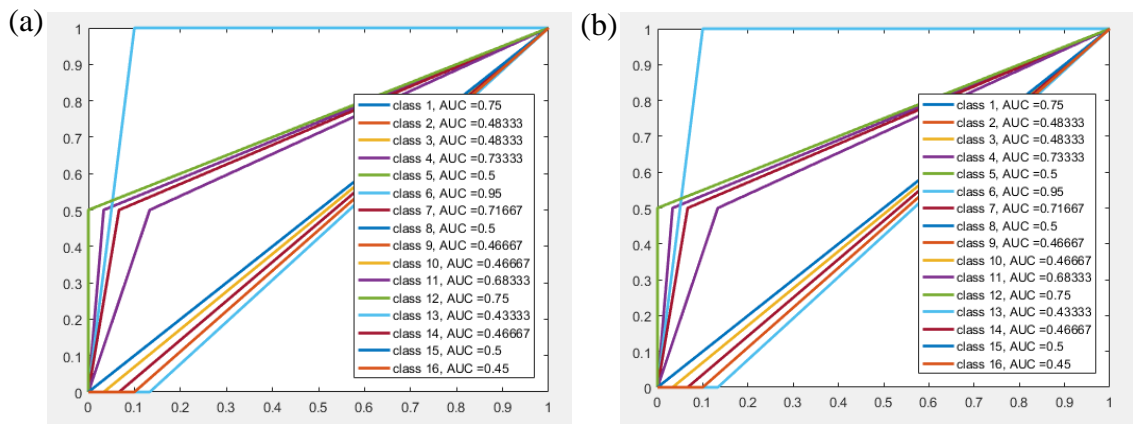 (a)
1
0.9
0.8
0.7
0.6
0.5
0.4
0.3
0.2
0.1
0
0 0.1 0.2 0.3 0.4 0.5 0.6 0.7 0.8 0.9 1
class 1, AUC =0.75
class 2, AUC =0.48333
class 3, AUC =0.48333
class 4, AUC =0.73333
class 5, AUC =0.5
class 6, AUC =0.95
class 7, AUC =0.71667
class 8, AUC =0.5
class 9, AUC =0.46667
class 10, AUC =0.46667
class 11, AUC =0.68333
class 12, AUC =0.75
class 13, AUC =0.43333
class 14, AUC =0.46667
class 15, AUC =0.5
class 16, AUC =0.45
(b)
1
0.9
0.8
0.7
0.6
0.5
0.4
0.3
0.2
0.1
0
0 0.1 0.2 0.3 0.4 0.5 0.6 0.7 0.8 0.9 1
class 1, AUC =0.75
class 2, AUC =0.48333
class 3, AUC =0.48333
class 4, AUC =0.73333
class 5, AUC =0.5
class 6, AUC =0.95
class 7, AUC =0.71667
class 8, AUC =0.5
class 9, AUC =0.46667
class 10, AUC =0.46667
class 11, AUC =0.68333
class 12, AUC =0.75
class 13, AUC =0.43333
class 14, AUC =0.46667
class 15, AUC =0.5
class 16, AUC =0.45